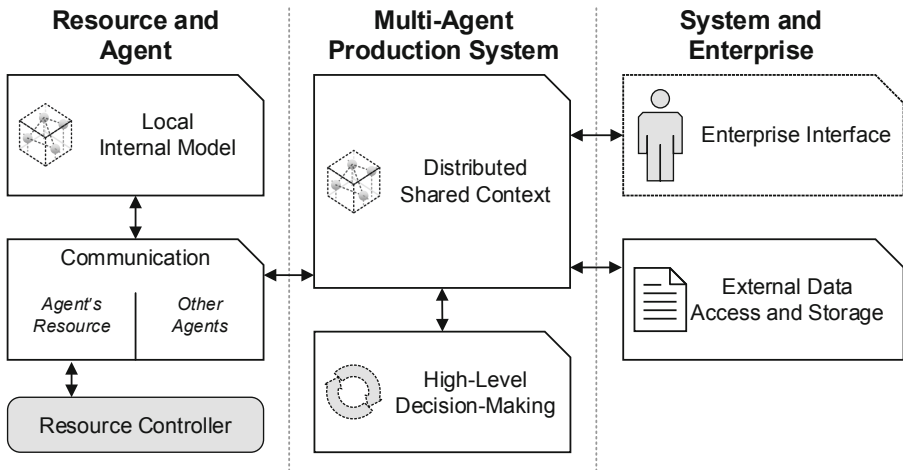 Resource and
Agent
Local
Internal Model
Communication
Agent's
Resource
Other
Agents
Resource Controller
Multi-Agent
Production System
Distributed
Shared Context
High-Level
Decision-Making
System and
Enterprise
Enterprise Interface
External Data
Access and Storage